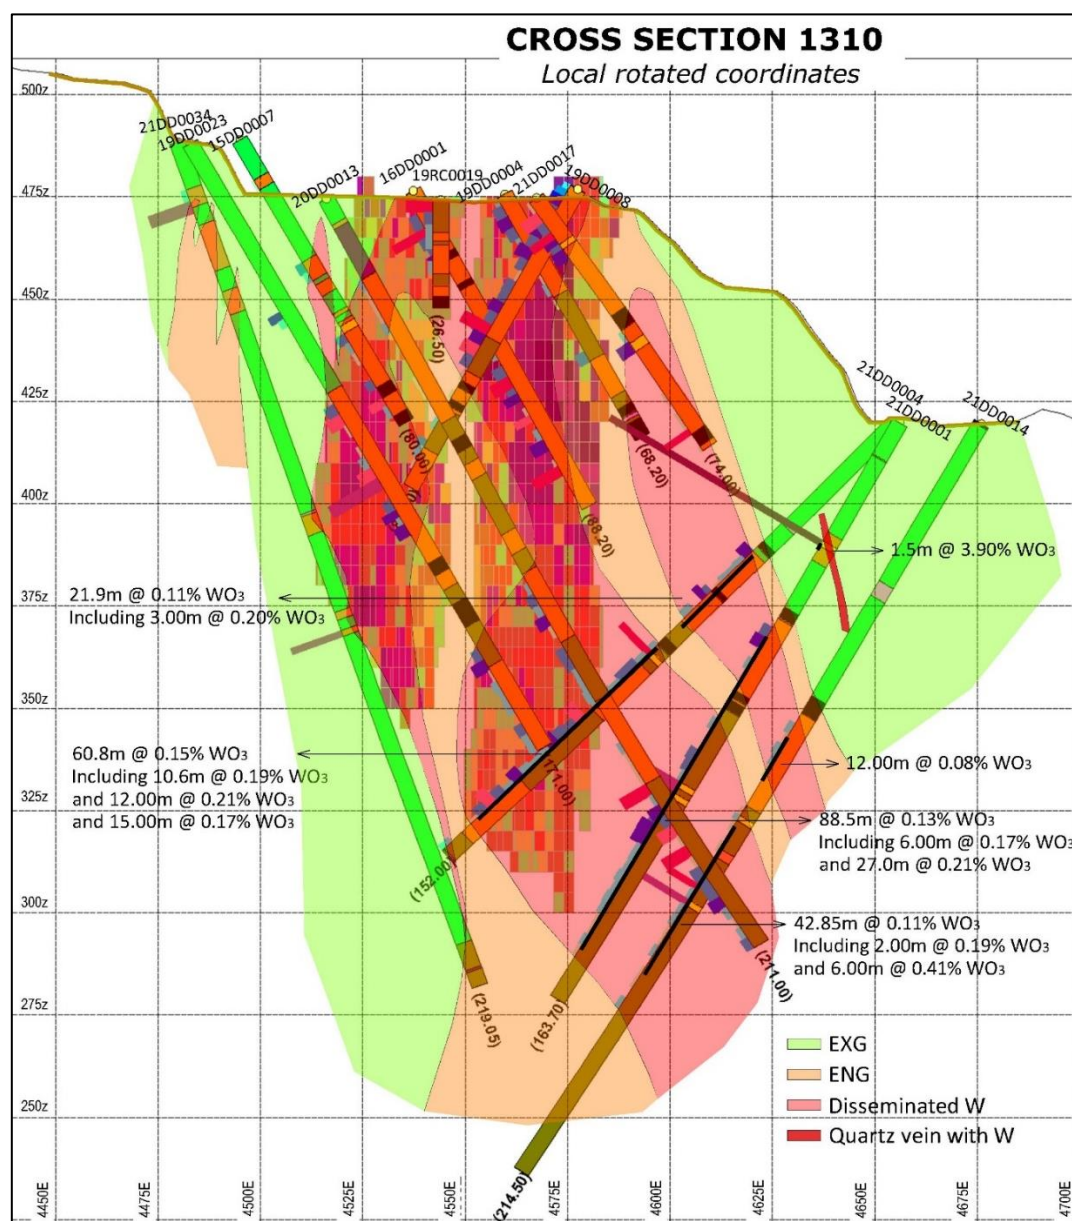 CROSS SECTION 1310
Local rotated coordinates
500z
475z
450z
425z
400z
375z
350z
325z
300z
275z
250z
21DD0034
19DD0023
15DD0007
20DD0013
16DD0001
19RC0019
19DD0004
21DD0017
19DD0008
21DD0004
21DD0001
21DD0014
(26.50)
(80.00)
(88.20)
(68.20)
(74.00)
(171.00)
(152.00)
(219.05)
(163.70)
(211.00)
(214.50)
1.5m @ 3.90% WO₃
21.9m @ 0.11% WO₃
Including 3.00m @ 0.20% WO₃
60.8m @ 0.15% WO₃
Including 10.6m @ 0.19% WO₃
and 12.00m @ 0.21% WO₃
and 15.00m @ 0.17% WO₃
12.00m @ 0.08% WO₃
88.5m @ 0.13% WO₃
Including 6.00m @ 0.17% WO₃
and 27.0m @ 0.21% WO₃
42.85m @ 0.11% WO₃
Including 2.00m @ 0.19% WO₃
and 6.00m @ 0.41% WO₃
EXG
ENG
Disseminated W
Quartz vein with W
4450E
4475E
4500E
4525E
4550E
4575E
4600E
4625E
4650E
4675E